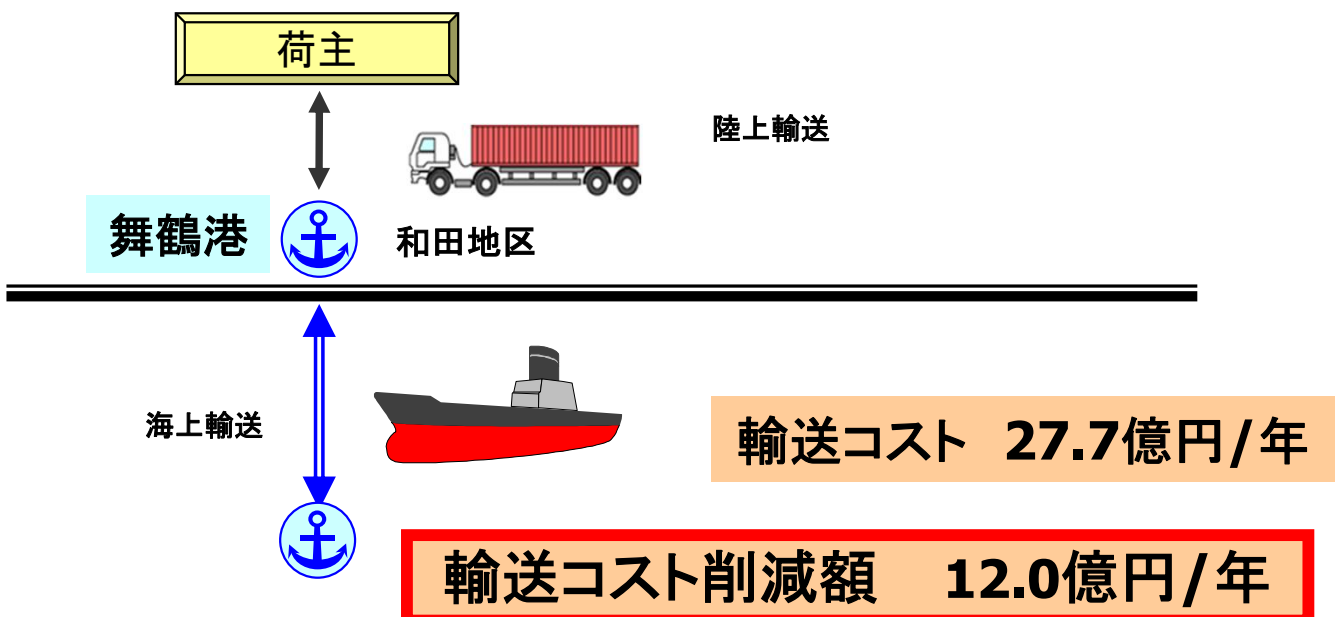 荷主
陸上輸送
舞鶴港
和田地区
海上輸送
輸送コスト 27.7億円/年
輸送コスト削減額 12.0億円/年